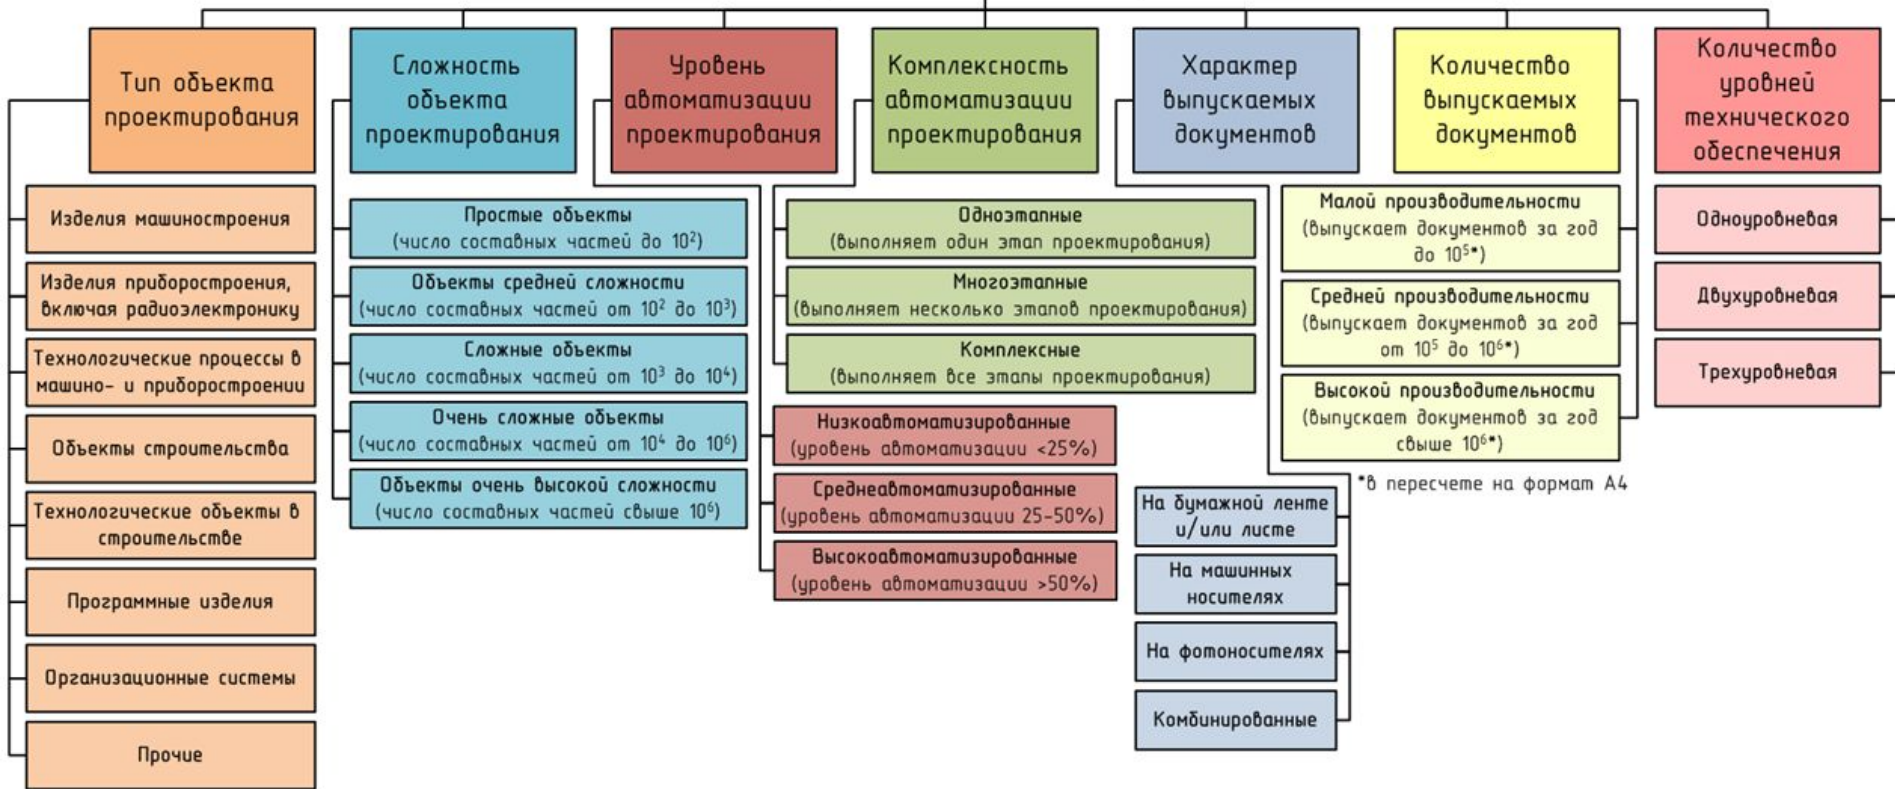 Тип объекта
проектирования
Изделия машиностроения
Изделия приборостроения,
включая радиоэлектронику
Технологические процессы в
машино- и приборостроении
Объекты строительства
Технологические объекты в
строительстве
Программные изделия
Организационные системы
Прочие
Сложность
объекта
проектирования
Простые объекты
(число составных частей до 10²)
Объекты средней сложности
(число составных частей от 10² до 10³)
Сложные объекты
(число составных частей от 10³ до 10⁴)
Очень сложные объекты
(число составных частей от 10⁴ до 10⁶)
Объекты очень высокой сложности
(число составных частей свыше 10⁶)
Уровень
автоматизации
проектирования
Низкоавтоматизированные
(уровень автоматизации <25%)
Среднеавтоматизированные
(уровень автоматизации 25-50%)
Высокоавтоматизированные
(уровень автоматизации >50%)
Комплексность
автоматизации
проектирования
Одноэтапные
(выполняет один этап проектирования)
Многоэтапные
(выполняет несколько этапов проектирования)
Комплексные
(выполняет все этапы проектирования)
Характер
выпускаемых
документов
На бумажной ленте
и/или листе
На машинных
носителях
На фотоносителях
Комбинированные
Количество
выпускаемых
документов
Малой производительности
(выпускает документов за год
до 10⁵*)
Средней производительности
(выпускает документов за год
от 10⁵ до 10⁶*)
Высокой производительности
(выпускает документов за год
свыше 10⁶*)
*в пересчете на формат А4
Количество
уровней
технического
обеспечения
Одноуровневая
Двухуровневая
Трехуровневая